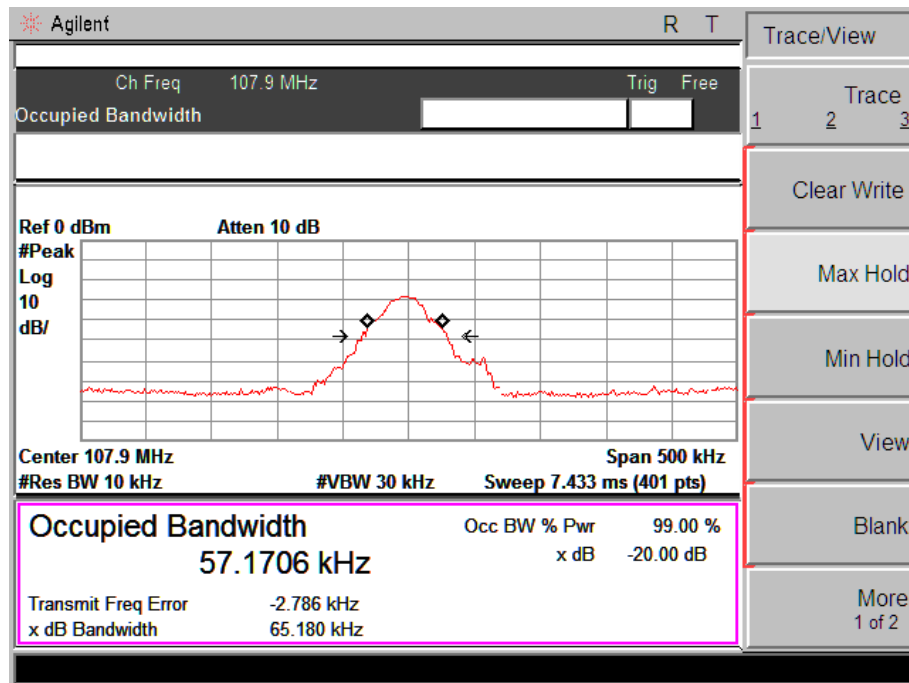 Agilent R T
Ch Freq 107.9 MHz Trig Free
Occupied Bandwidth
Ref 0 dBm Atten 10 dB
#Peak
Log
10
dB/
Center 107.9 MHz Span 500 kHz
#Res BW 10 kHz #VBW 30 kHz Sweep 7.433 ms (401 pts)
Occupied Bandwidth Occ BW % Pwr 99.00 %
57.1706 kHz x dB -20.00 dB
Transmit Freq Error -2.786 kHz
x dB Bandwidth 65.180 kHz
Trace/View
Trace
1 2 3
Clear Write
Max Hold
Min Hold
View
Blank
More
1 of 2